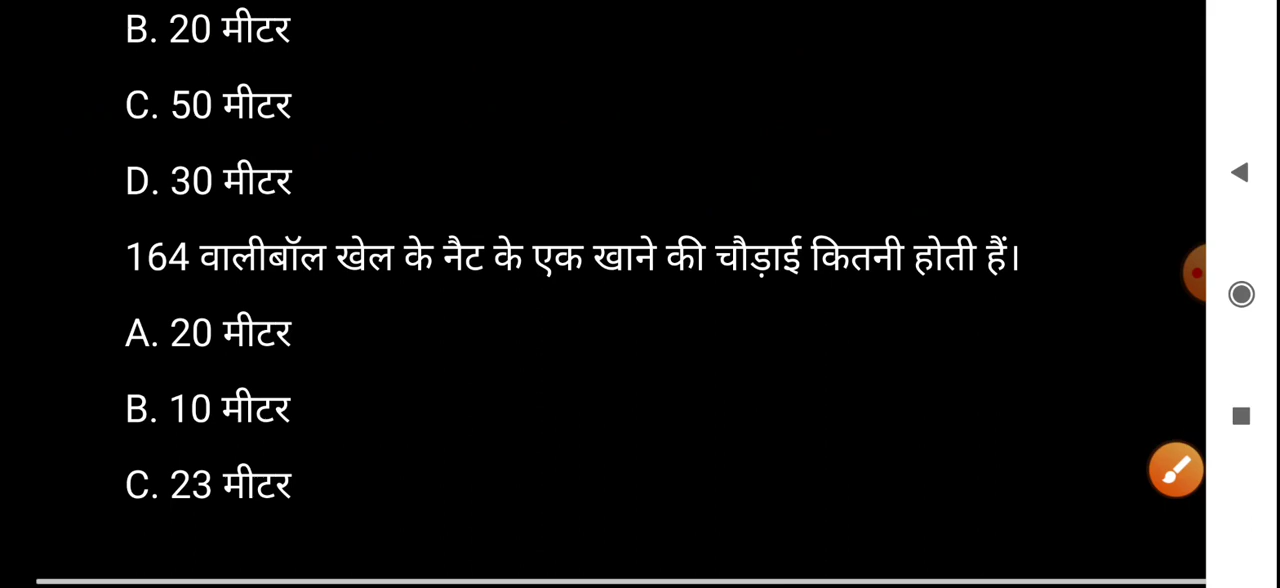 B. 20 मीटर
C. 50 मीटर
D. 30 मीटर
164 वालीबॉल खेल के नैट के एक खाने की चौड़ाई कितनी होती हैं।
A. 20 मीटर
B. 10 मीटर
C. 23 मीटर